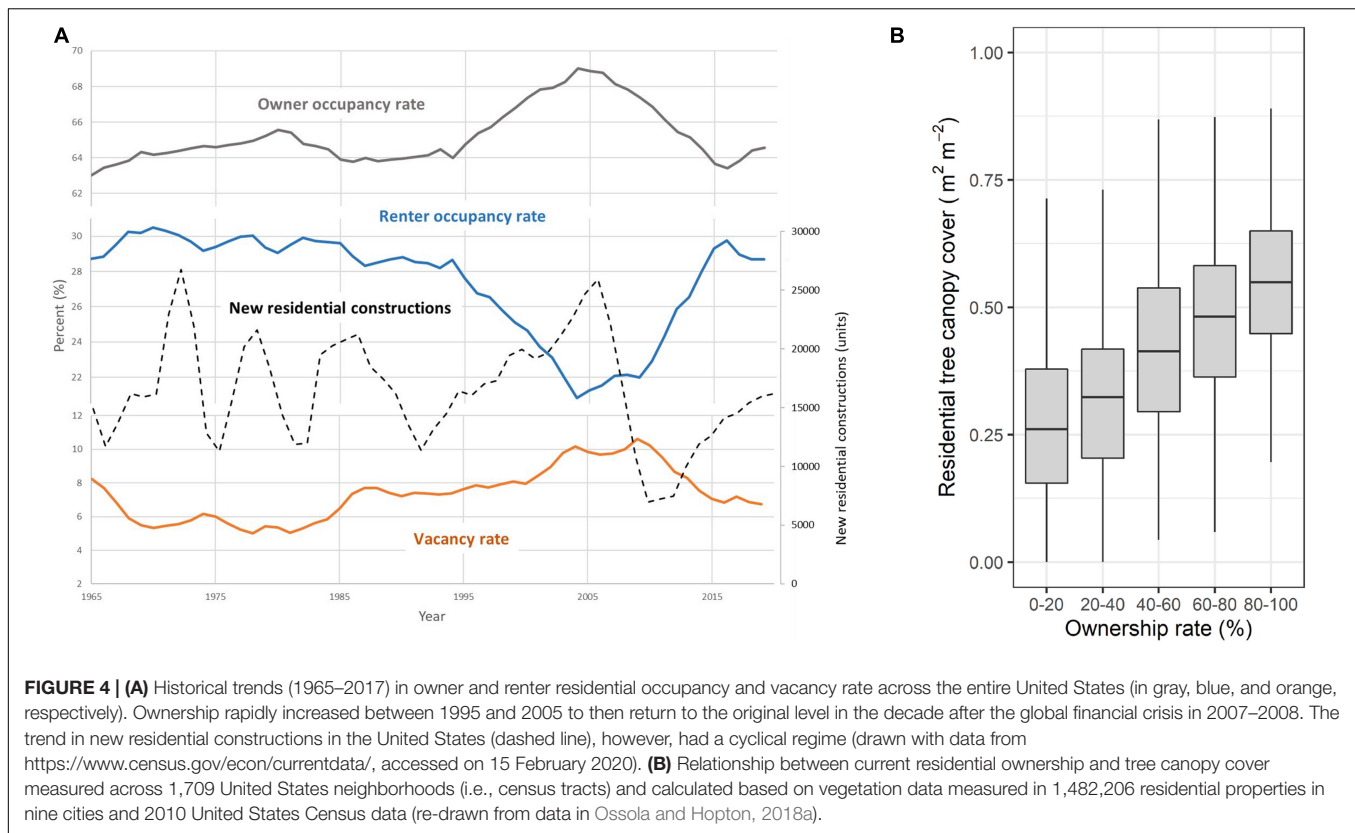 A
70
68
66
64
62
Owner occupancy rate
Renter occupancy rate
30
28
26
24
22
12
10
8
6
4
2
Percent (%)
New residential constructions
Vacancy rate
30000
25000
20000
15000
10000
5000
0
New residential constructions (units)
1965
1975
1985
1995
2005
2015
Year
B
1.00
0.75
0.50
0.25
0.00
Residential tree canopy cover ( m² m⁻²)
0-20
20-40
40-60
60-80
80-100
Ownership rate (%)
FIGURE 4 | (A) Historical trends (1965–2017) in owner and renter residential occupancy and vacancy rate across the entire United States (in gray, blue, and orange,
respectively). Ownership rapidly increased between 1995 and 2005 to then return to the original level in the decade after the global financial crisis in 2007–2008. The
trend in new residential constructions in the United States (dashed line), however, had a cyclical regime (drawn with data from
https://www.census.gov/econ/currentdata/, accessed on 15 February 2020). (B) Relationship between current residential ownership and tree canopy cover
measured across 1,709 United States neighborhoods (i.e., census tracts) and calculated based on vegetation data measured in 1,482,206 residential properties in
nine cities and 2010 United States Census data (re-drawn from data in Ossola and Hopton, 2018a).